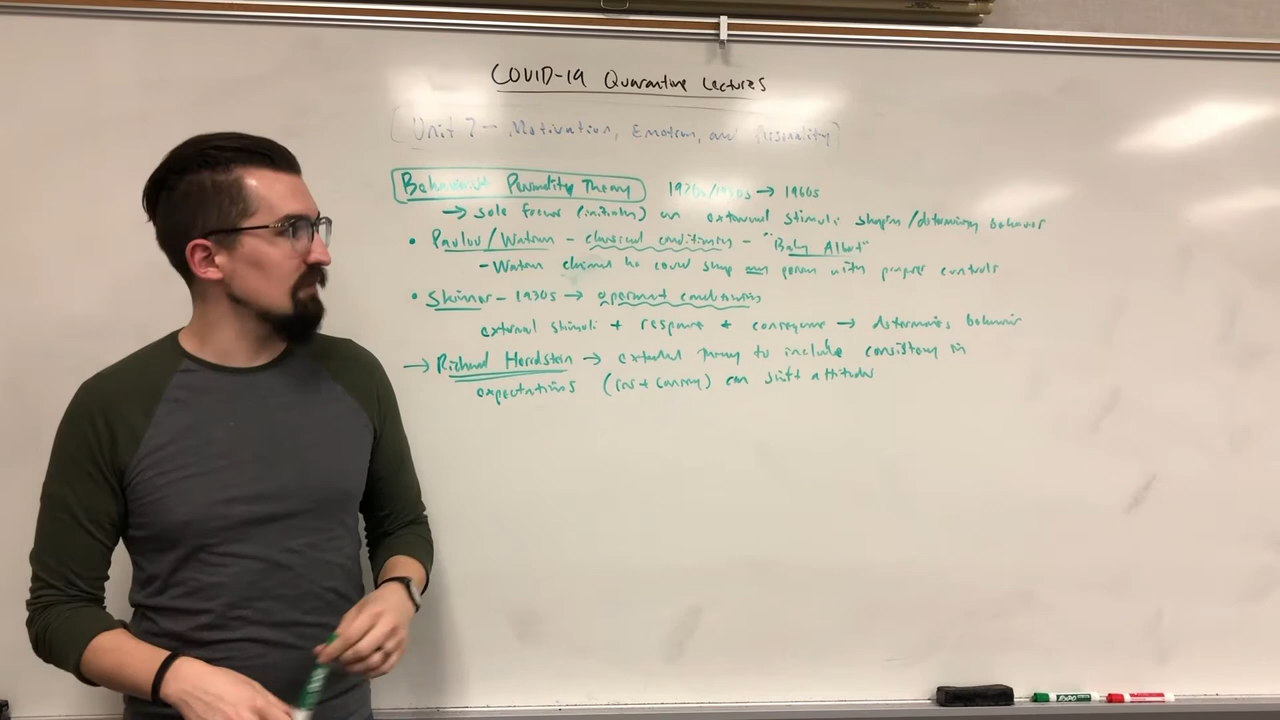 COVID-19 Quarantine Lectures
(Unit 7 - Motivation, Emotion, and Personality)
Behaviorist Personality Theory 1920s/1930s → 1960s
→ sole focus (initially) on external stimuli shaping/determining behavior
• Pavlov/Watson - classical conditioning - "Baby Albert"
- Watson claimed he could shape any person with proper controls
• Skinner - 1930s → operant conditioning
external stimuli + response + consequence → determines behavior
→ Richard Herrnstein → extended theory to include consistency in
expectations can shift attitudes
EXPO